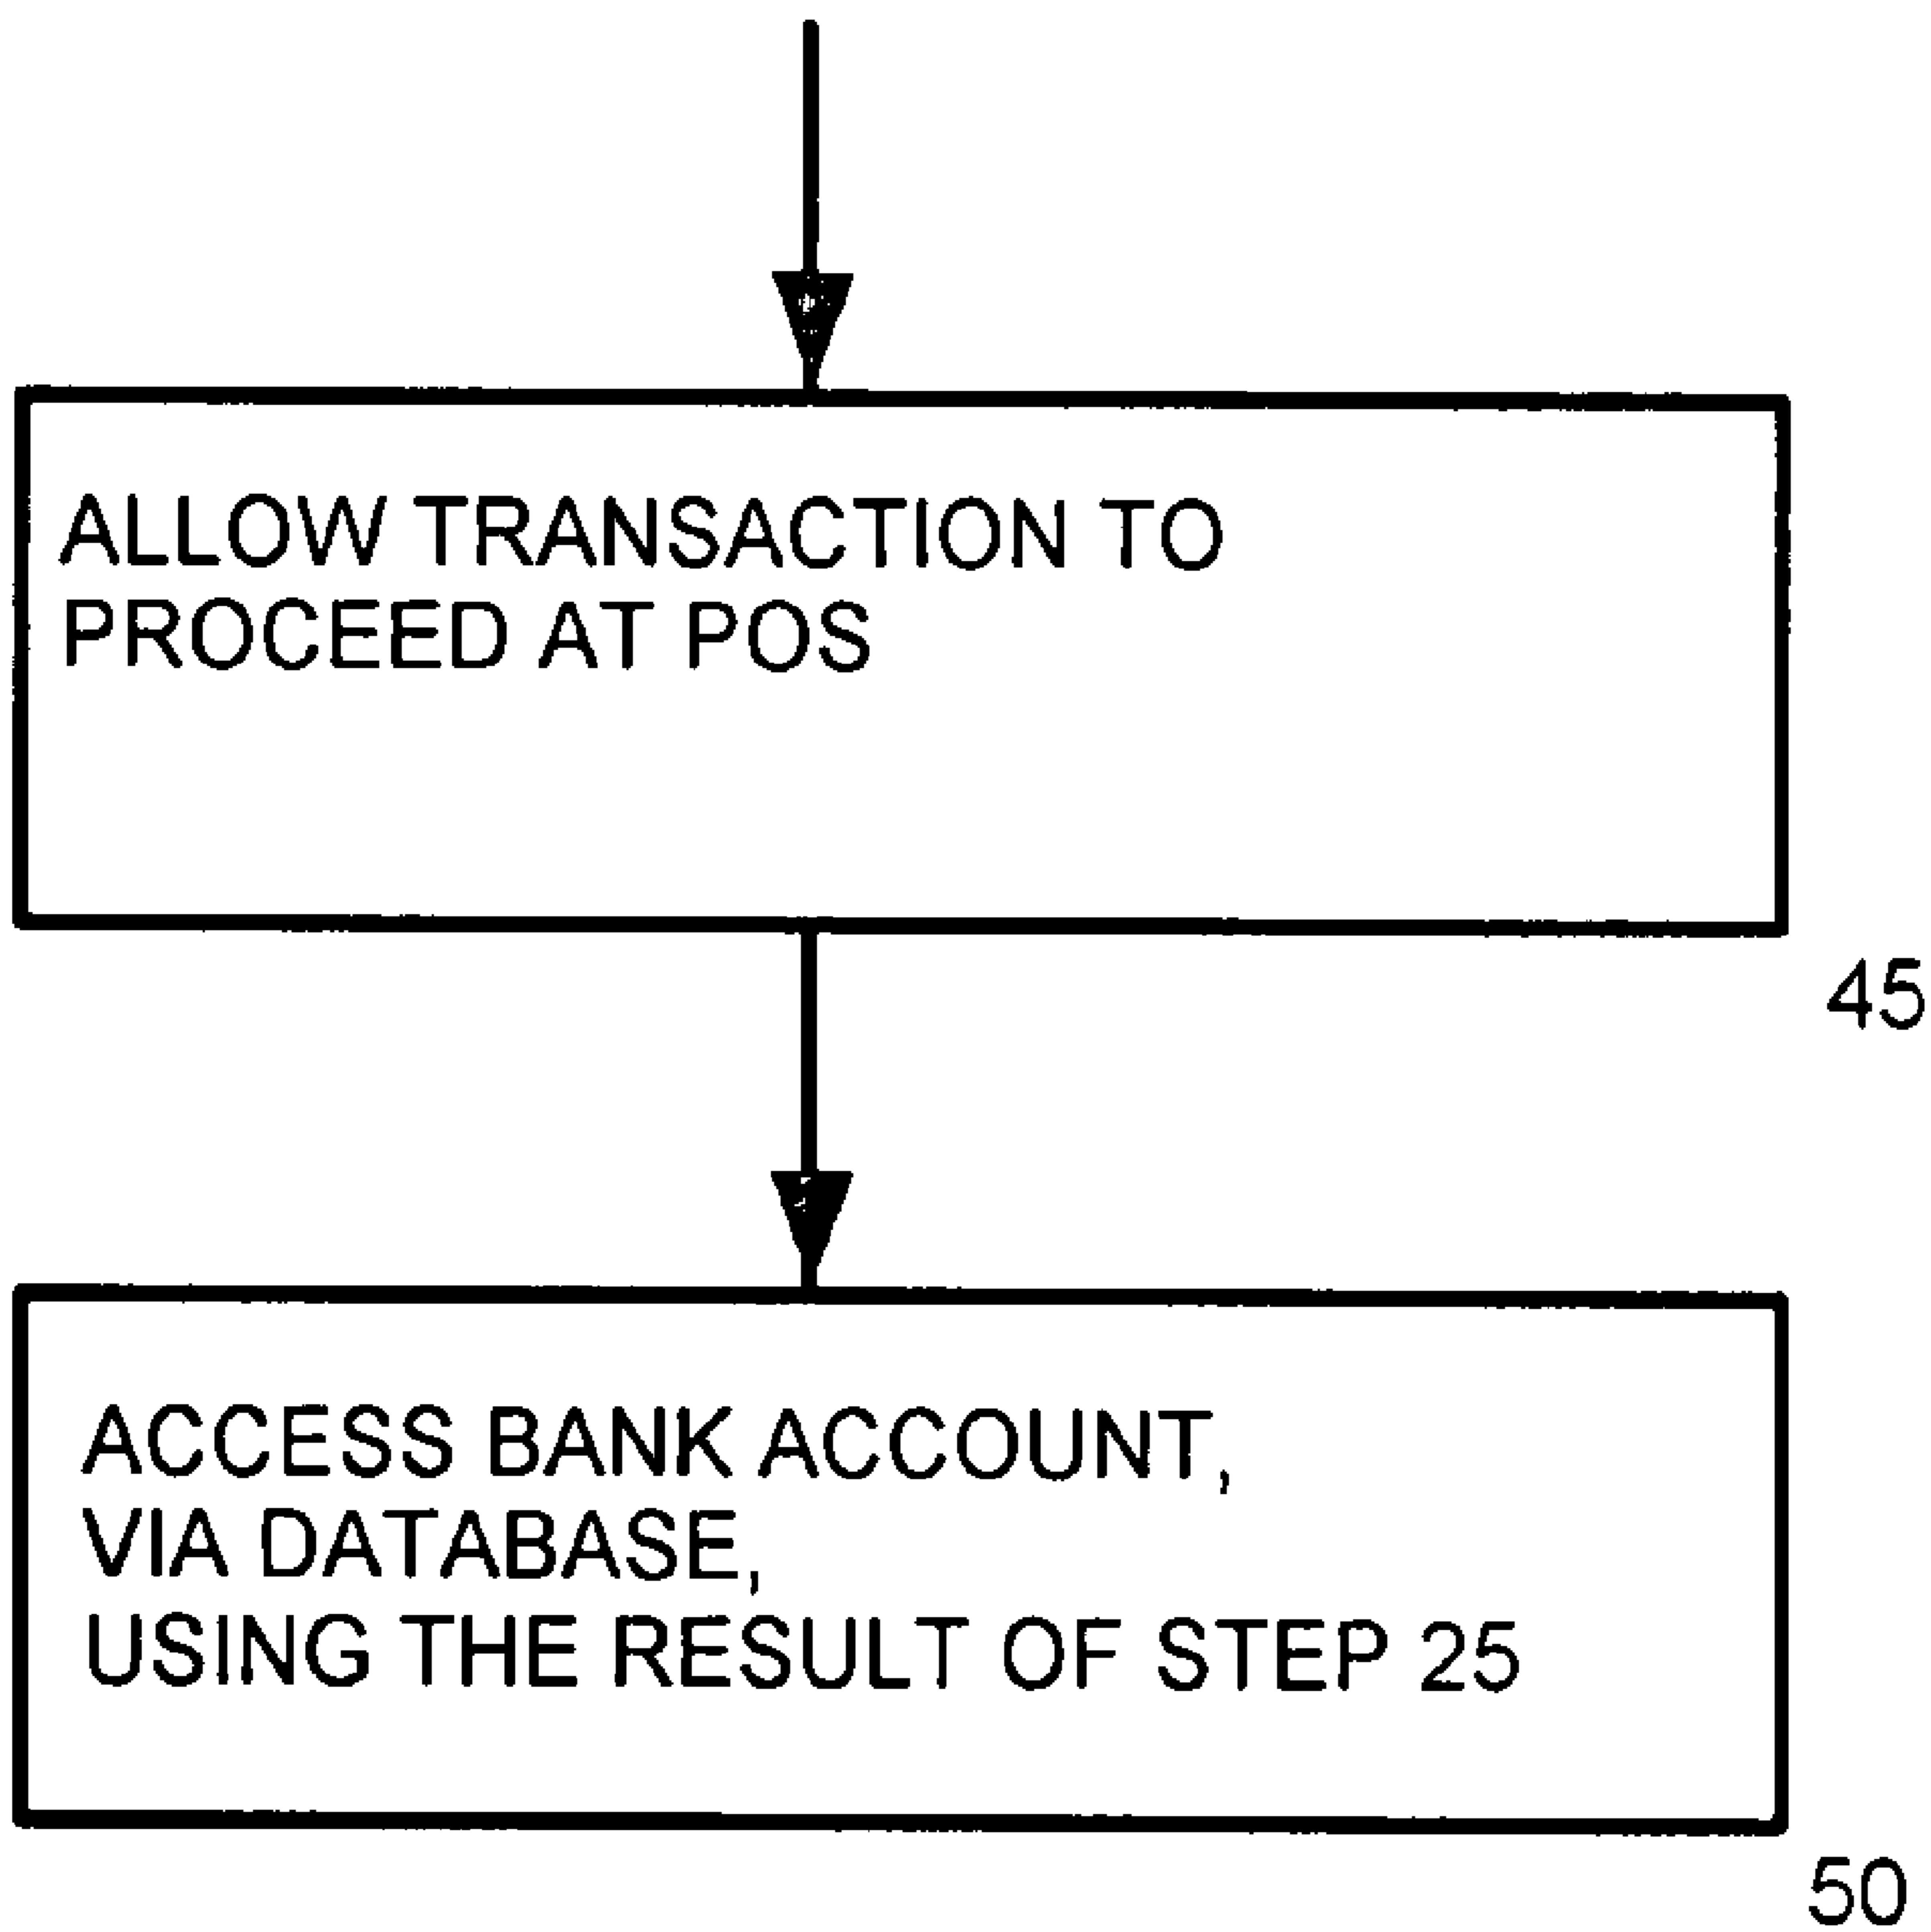 ALLOW TRANSACTION TO
PROCEED AT POS
45
ACCESS BANK ACCOUNT,
VIA DATABASE,
USING THE RESULT OF STEP 25
50